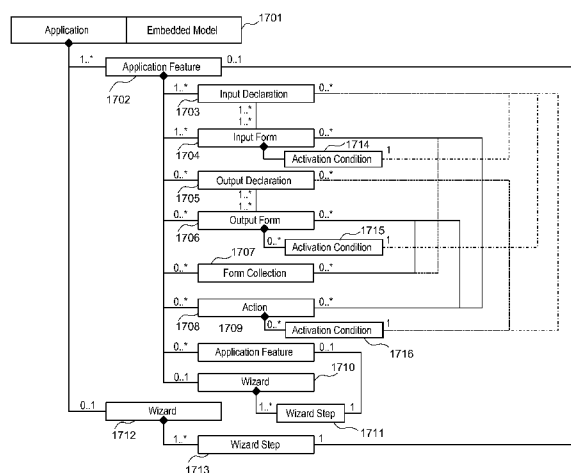 1701
Application Embedded Model
1..* Application Feature 0..1
1702
1..* Input Declaration 0..*
1703
1..*
1..*
1..* Input Form 0..* 1714
1704
Activation Condition 1
0..* Output Declaration 0..*
1705
1..*
1..*
0..* Output Form 0..* 1715
1706
0..* Activation Condition 1
1707
0..* Form Collection 0..*
0..* Action 0..*
1708 1709
0..* Activation Condition 1
1716
0..* Application Feature 0..1
1710
0..1 Wizard
1..* Wizard Step 1
1711
0..1 Wizard
1712
1..* Wizard Step 1
1713